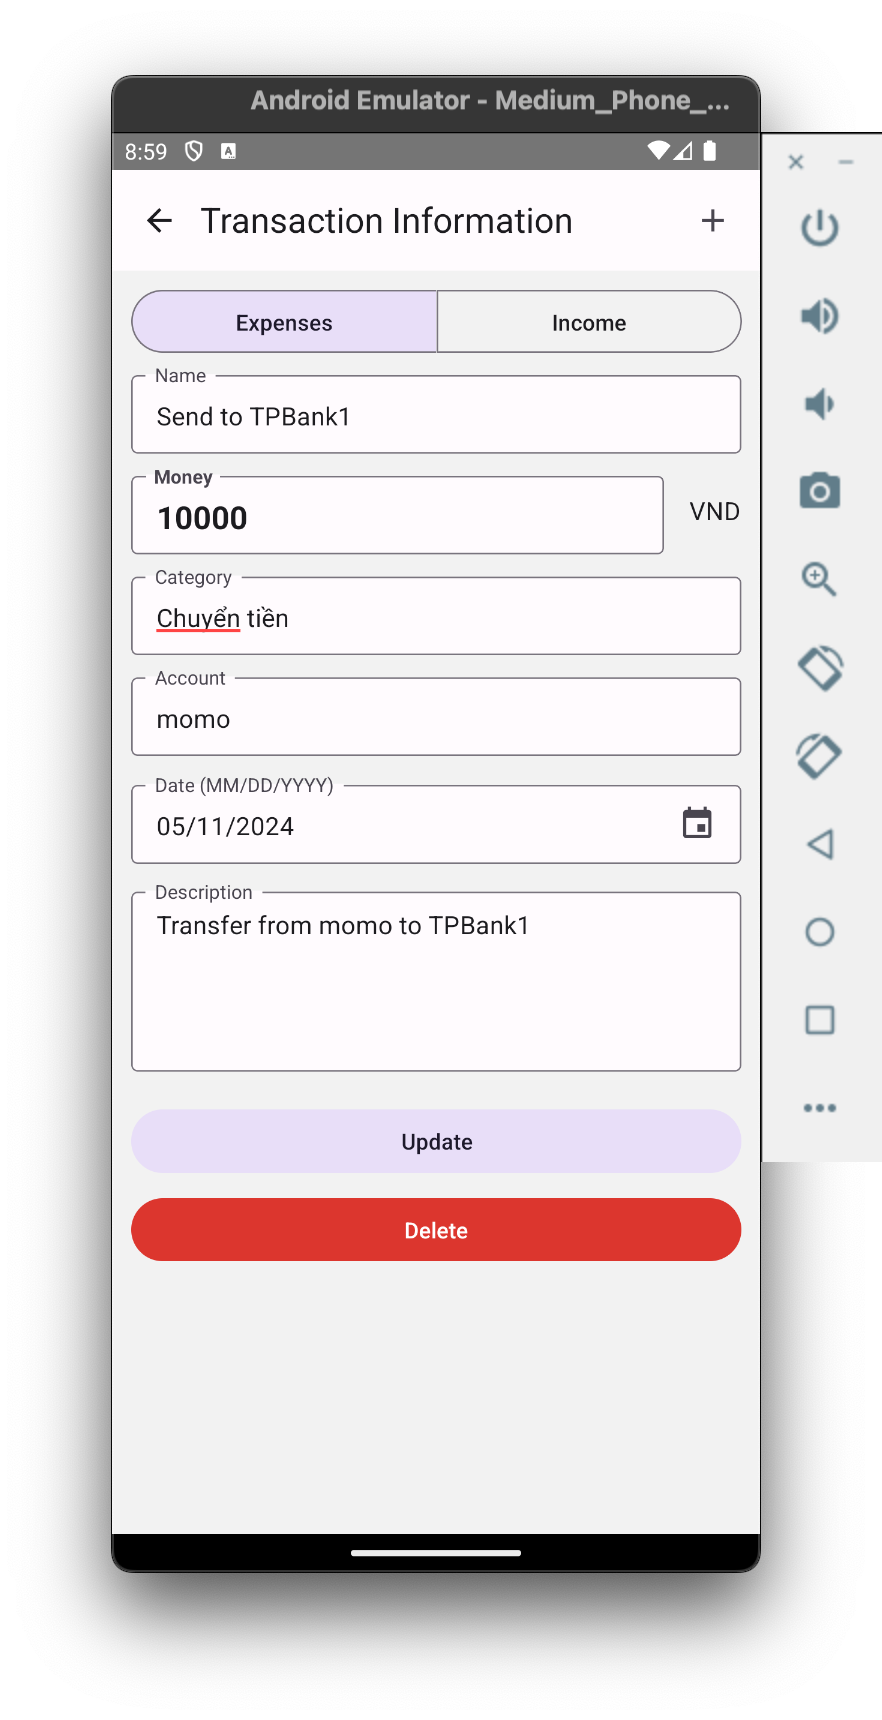 Android Emulator - Medium_Phone_...
8:59
Transaction Information
Expenses
Income
Name
Send to TPBank1
Money
10000
VND
Category
Chuyển tiền
Account
momo
Date (MM/DD/YYYY)
05/11/2024
Description
Transfer from momo to TPBank1
Update
Delete